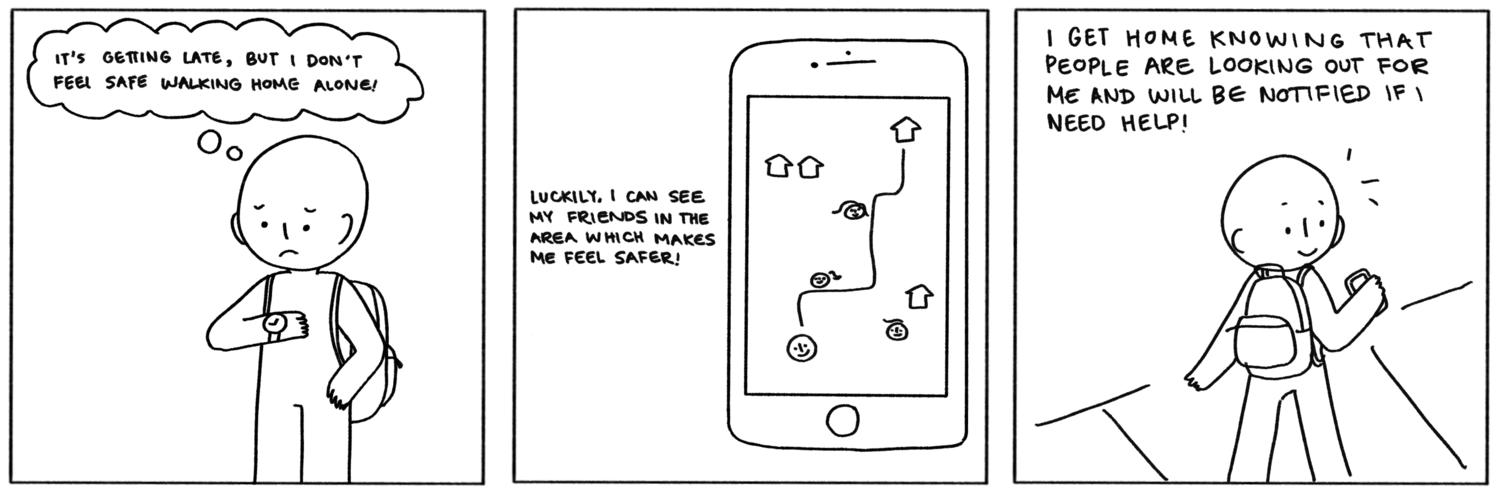 IT'S GETTING LATE, BUT I DON'T
FEEL SAFE WALKING HOME ALONE!
LUCKILY, I CAN SEE
MY FRIENDS IN THE
AREA WHICH MAKES
ME FEEL SAFER!
I GET HOME KNOWING THAT
PEOPLE ARE LOOKING OUT FOR
ME AND WILL BE NOTIFIED IF I
NEED HELP!